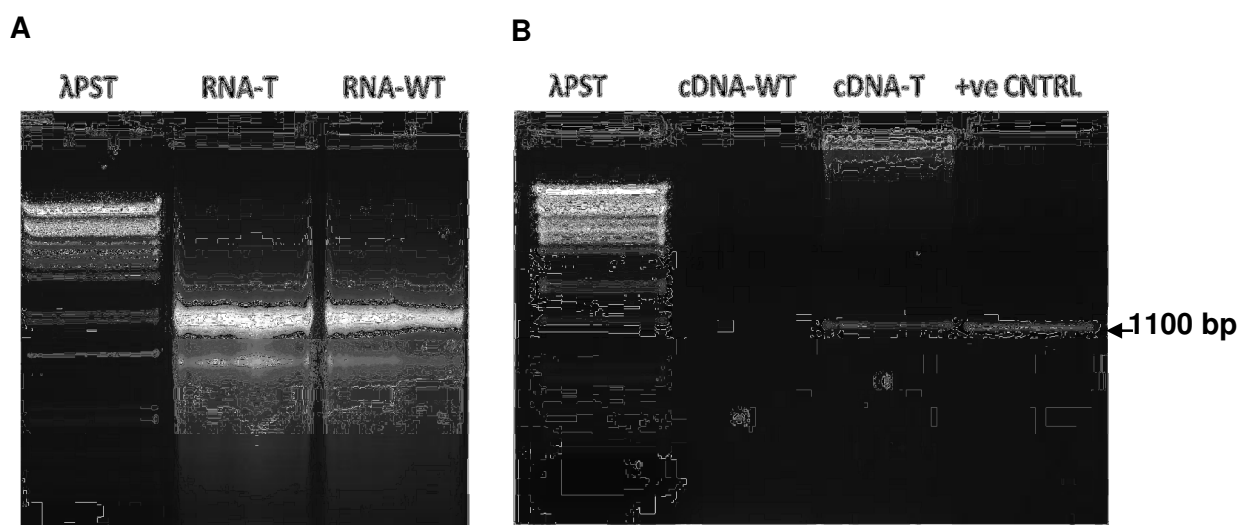 A
λPST RNA-T RNA-WT
B
λPST cDNA-WT cDNA-T +ve CNTRL
1100 bp